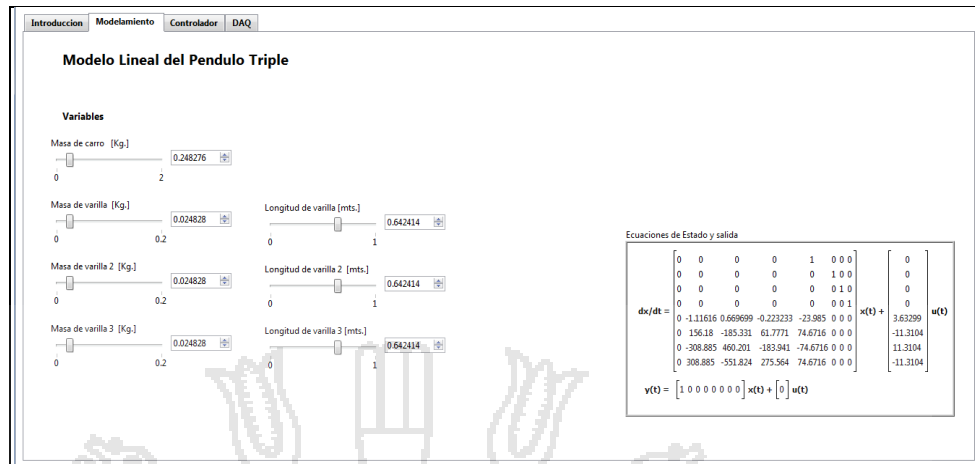 Introduccion Modelamiento Controlador DAQ
Modelo Lineal del Pendulo Triple
Variables
Masa de carro [Kg.]
0.248276
0 2
Masa de varilla [Kg.]
0.024828
0 0.2
Longitud de varilla [mts.]
0.642414
0 1
Masa de varilla 2 [Kg.]
0.024828
0 0.2
Longitud de varilla 2 [mts.]
0.642414
0 1
Masa de varilla 3 [Kg.]
0.024828
0 0.2
Longitud de varilla 3 [mts.]
0.642414
0 1
Ecuaciones de Estado y salida
0 0 0 0 1 0 0 0 0
0 0 0 0 0 1 0 0 0
0 0 0 0 0 0 1 0 0
0 0 0 0 0 0 0 1 0
dx/dt = x(t) + u(t)
0 -1.11616 0.669699 -0.223233 -23.985 0 0 0 3.63299
0 156.18 -185.331 61.7771 74.6716 0 0 0 -11.3104
0 -308.885 460.201 -183.941 -74.6716 0 0 0 11.3104
0 308.885 -551.824 275.564 74.6716 0 0 0 -11.3104
y(t) = [1 0 0 0 0 0 0 0] x(t) + [0] u(t)